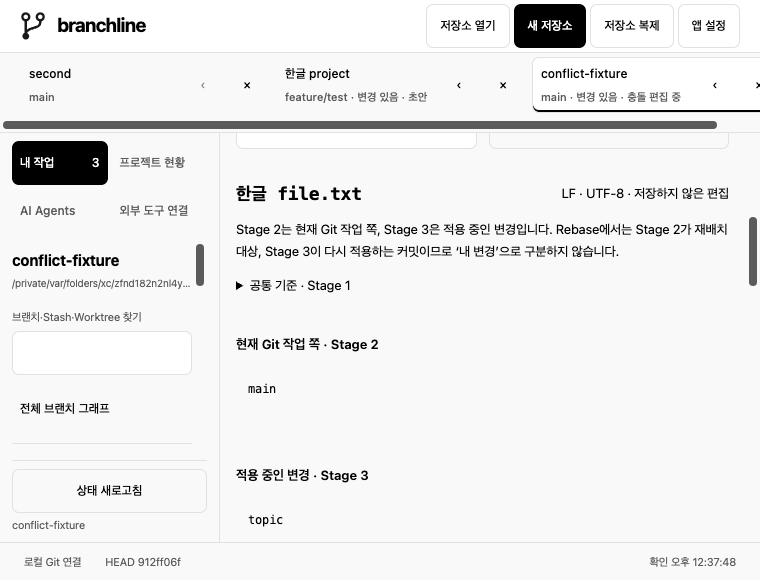 branchline
저장소 열기
새 저장소
저장소 복제
앱 설정
second
main
한글 project
feature/test · 변경 있음 · 초안
conflict-fixture
main · 변경 있음 · 충돌 편집 중
내 작업 3
프로젝트 현황
AI Agents
외부 도구 연결
conflict-fixture
/private/var/folders/xc/zfnd182n2nl4y...
브랜치·Stash·Worktree 찾기
전체 브랜치 그래프
상태 새로고침
conflict-fixture
한글 file.txt
LF · UTF-8 · 저장하지 않은 편집
Stage 2는 현재 Git 작업 쪽, Stage 3은 적용 중인 변경입니다. Rebase에서는 Stage 2가 재배치
대상, Stage 3이 다시 적용하는 커밋이므로 ‘내 변경’으로 구분하지 않습니다.
▶ 공통 기준 · Stage 1
현재 Git 작업 쪽 · Stage 2
main
적용 중인 변경 · Stage 3
topic
로컬 Git 연결
HEAD 912ff06f
확인 오후 12:37:48